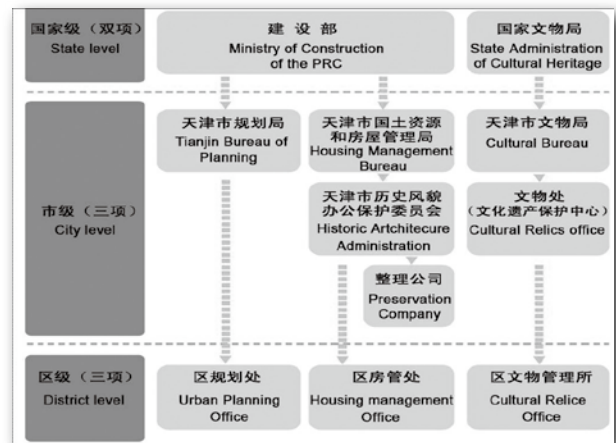 国家级（双项）
State level
建 设 部
Ministry of Construction
of the PRC
国家文物局
State Administration
of Cultural Heritage
市级（三项）
City level
天津市规划局
Tianjin Bureau of
Planning
天津市国土资源
和房屋管理局
Housing Management
Bureau
天津市文物局
Cultural Bureau
天津市历史风貌
办公保护委员会
Historic Artchitecure
Administration
文物处
（文化遗产保护中心）
Cultural Relics office
整理公司
Preservation
Company
区级（三项）
District level
区规划处
Urban Planning
Office
区房管处
Housing management
Office
区文物管理所
Cultural Relice
Office